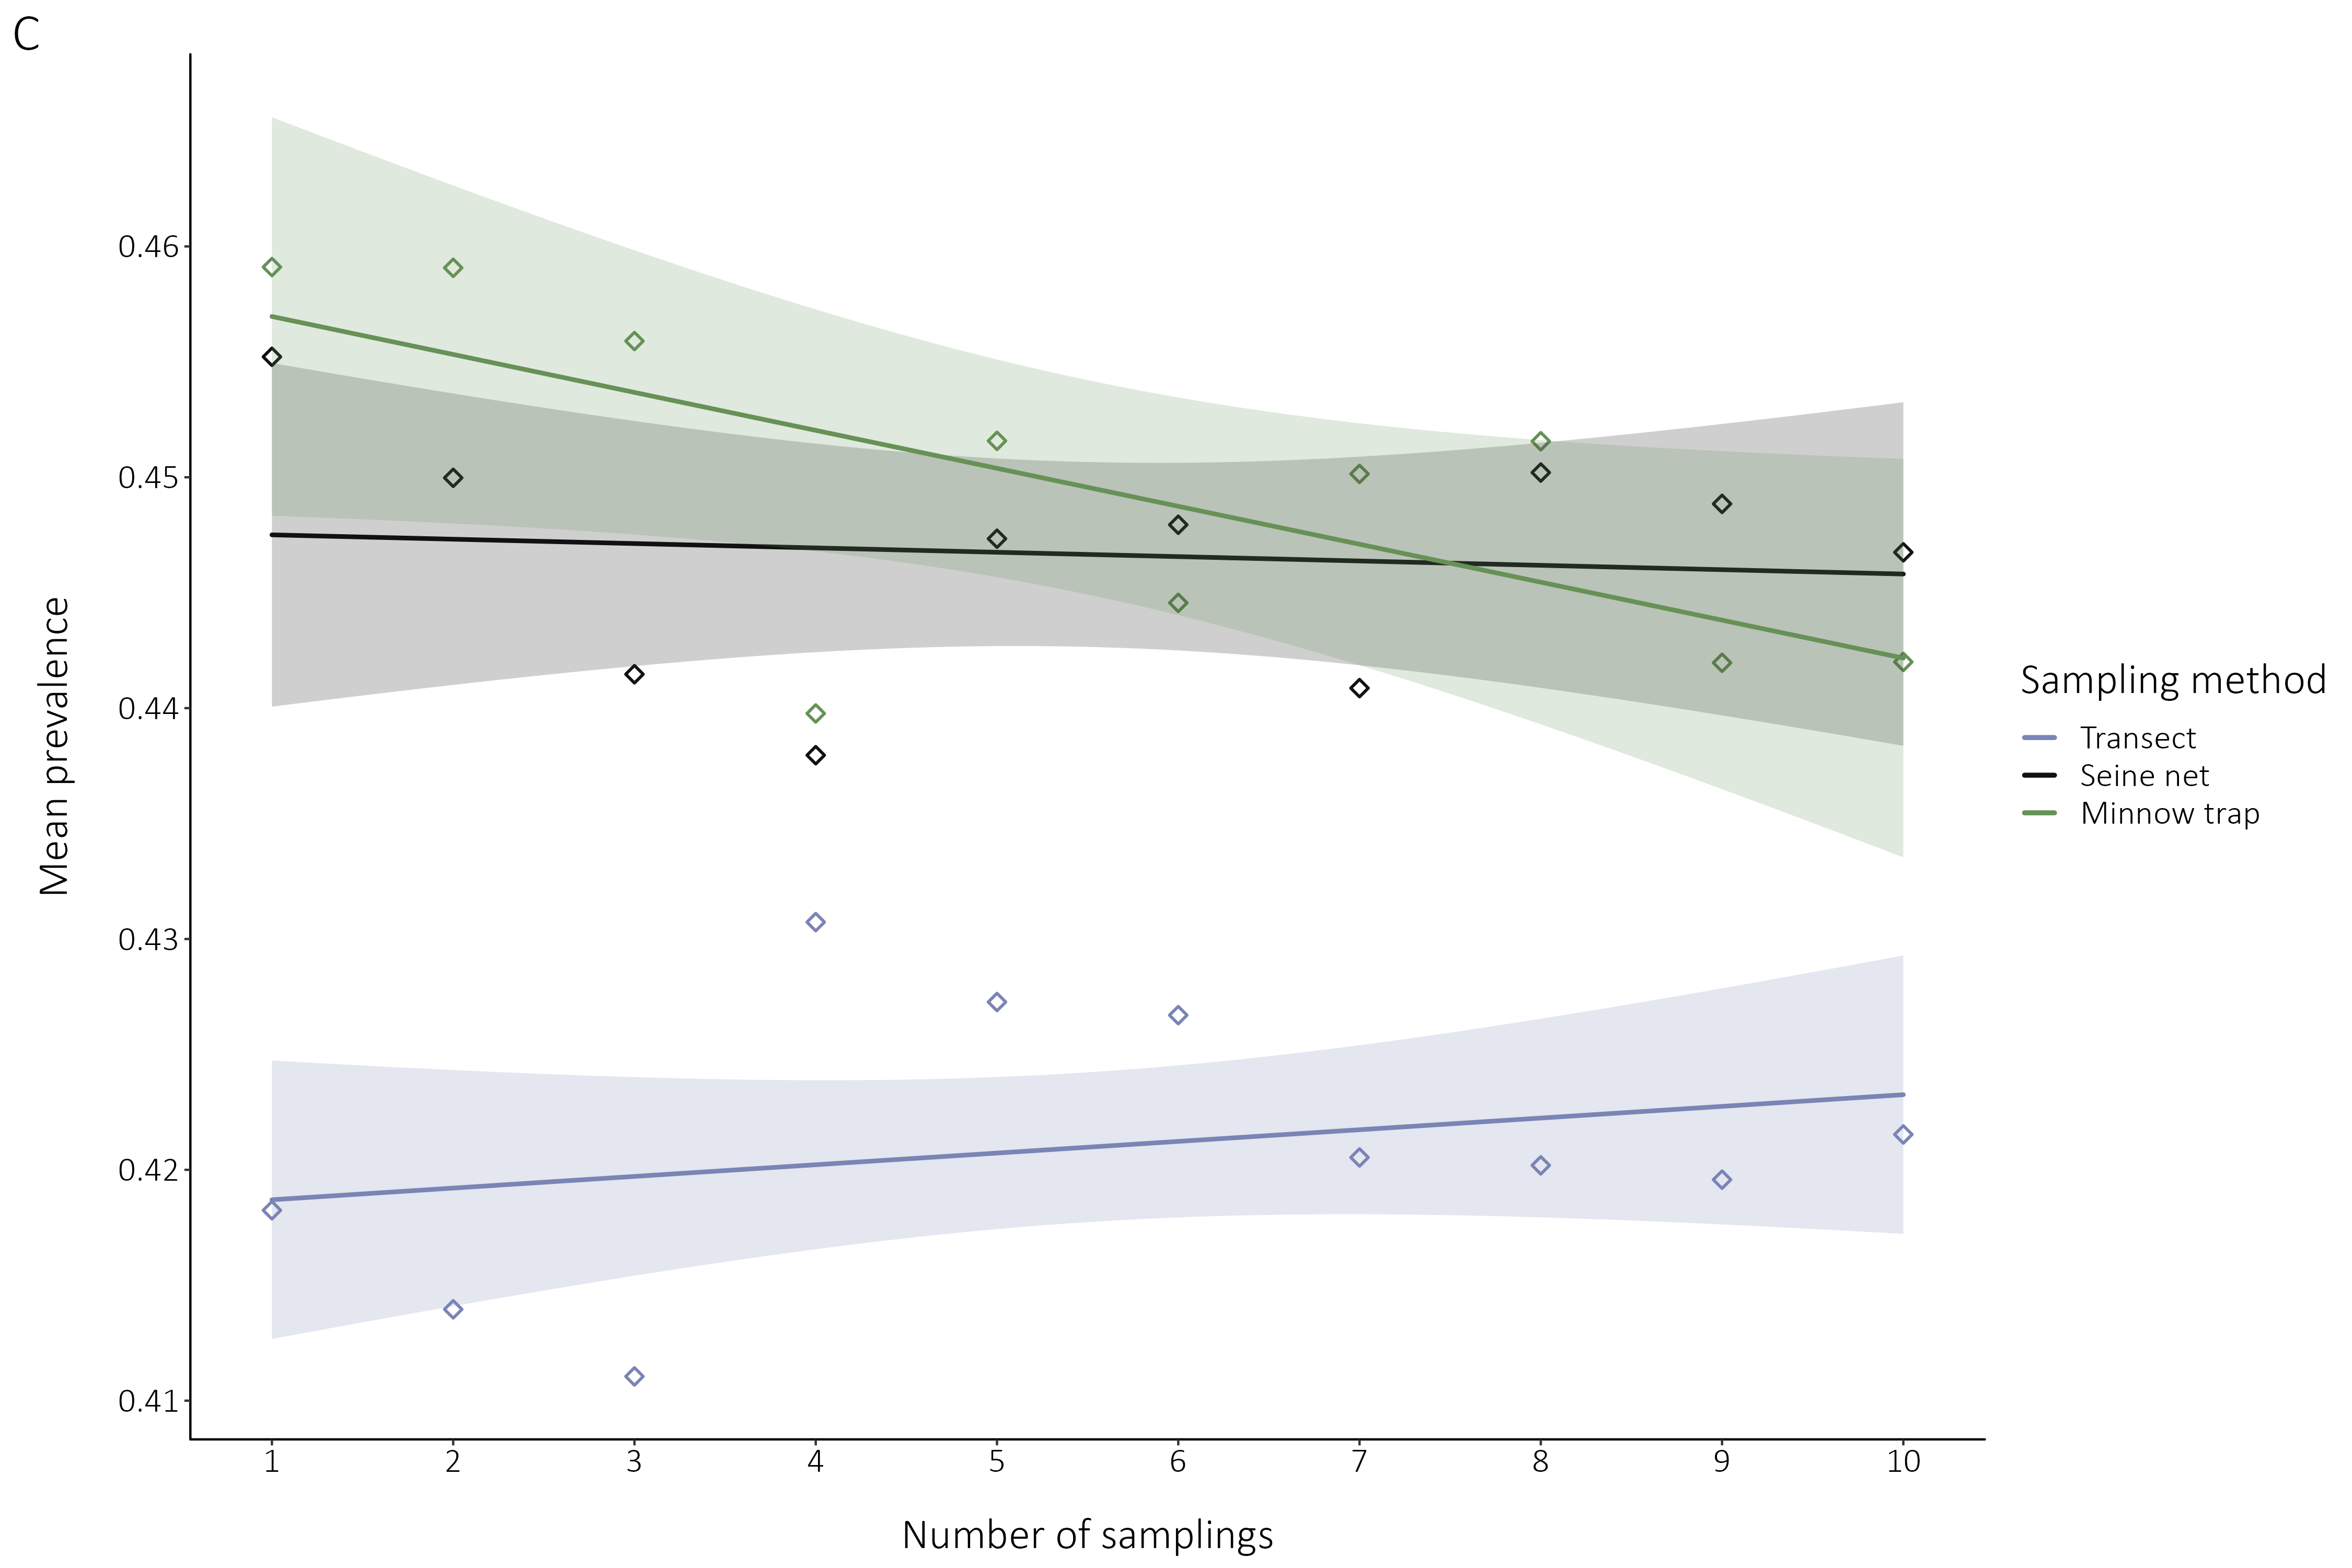 C
0.46
0.45
0.44
0.43
0.42
0.41
Mean prevalence
1 2 3 4 5 6 7 8 9 10
Number of samplings
Sampling method
Transect
Seine net
Minnow trap